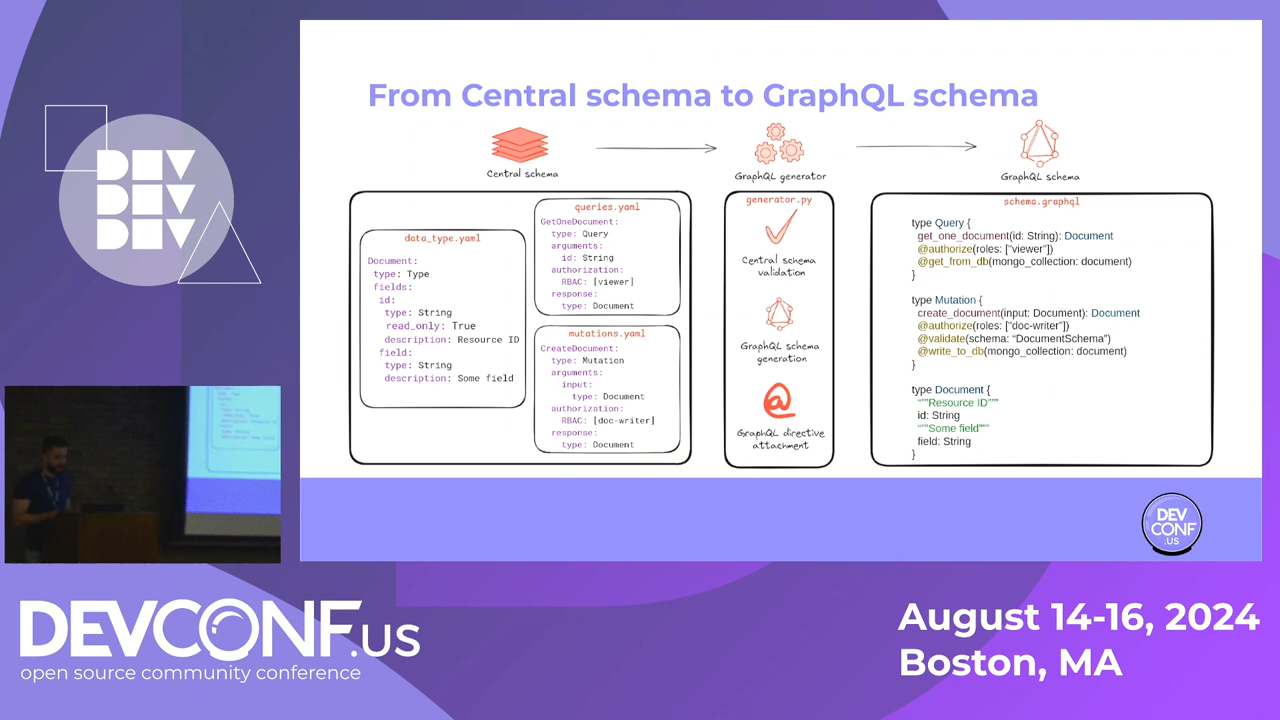 DEV
DEV
DEV
From Central schema to GraphQL schema
Central schema
GraphQL generator
GraphQL schema
data_type.yaml
Document:
type: Type
fields:
id:
type: String
read_only: True
description: Resource ID
field:
type: String
description: Some field
queries.yaml
GetOneDocument:
type: Query
arguments:
id: String
authorization:
RBAC: [viewer]
response:
type: Document
mutations.yaml
CreateDocument:
type: Mutation
arguments:
input:
type: Document
authorization:
RBAC: [doc-writer]
response:
type: Document
generator.py
Central schema
validation
GraphQL schema
generation
@
GraphQL directive
attachment
schema.graphql
type Query {
get_one_document(id: String): Document
@authorize(roles: ["viewer"])
@get_from_db(mongo_collection: document)
}
type Mutation {
create_document(input: Document): Document
@authorize(roles: ["doc-writer"])
@validate(schema: "DocumentSchema")
@write_to_db(mongo_collection: document)
}
type Document {
"""Resource ID"""
id: String
"""Some field"""
field: String
}
DEV
CONF
.US
DEVCONF.US
open source community conference
August 14-16, 2024
Boston, MA